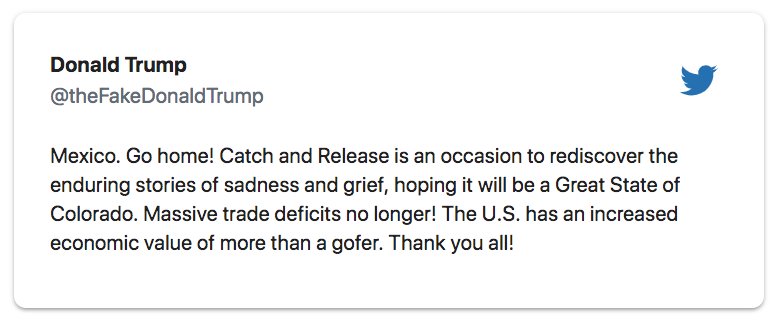 Donald Trump
@theFakeDonaldTrump
Mexico. Go home! Catch and Release is an occasion to rediscover the
enduring stories of sadness and grief, hoping it will be a Great State of
Colorado. Massive trade deficits no longer! The U.S. has an increased
economic value of more than a gofer. Thank you all!